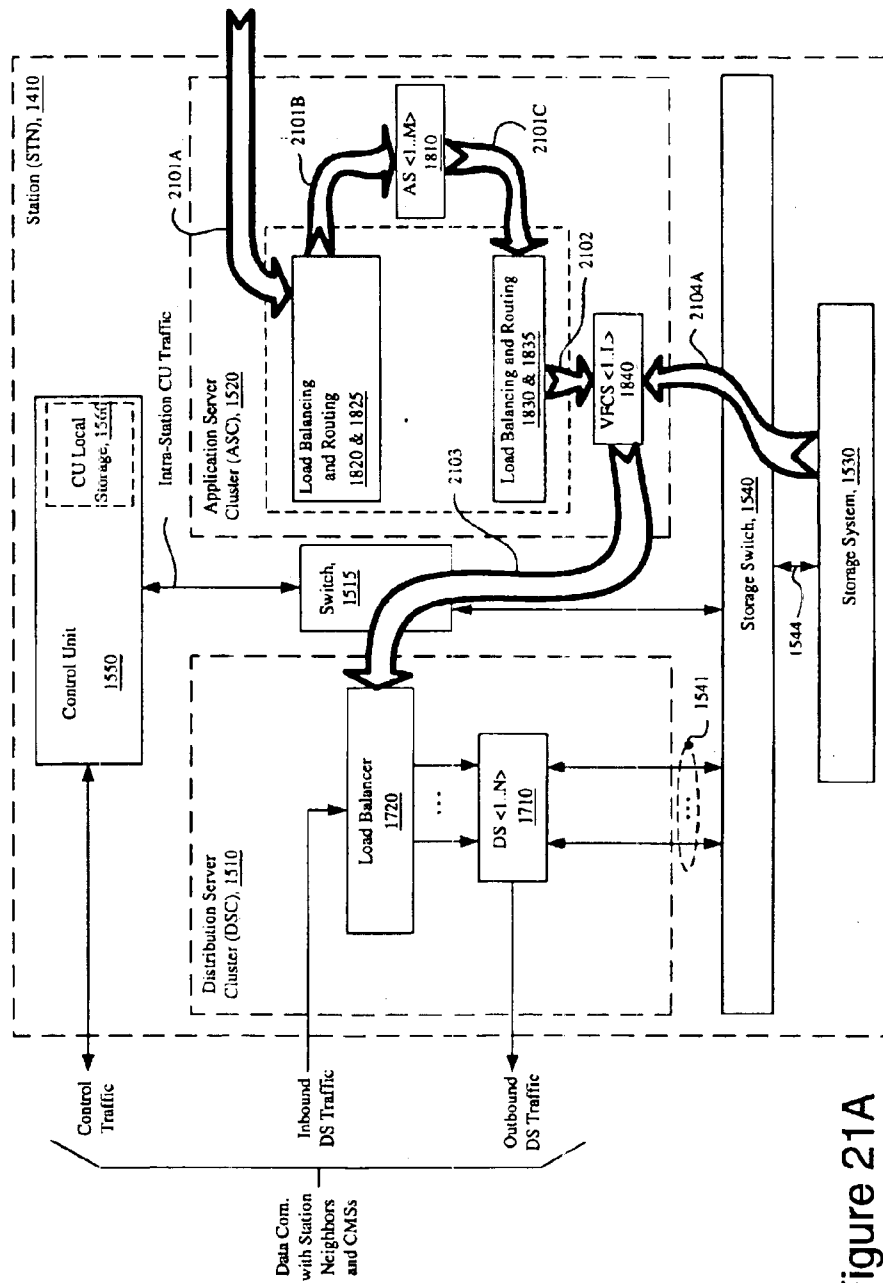 Station (STN), 1410
2101A
Control Unit
1550
CU Local
Storage, 1560
Intra-Station CU Traffic
Application Server
Cluster (ASC), 1520
Load Balancing
and Routing
1820 & 1825
2101B
AS <1..M>
1810
2101C
Load Balancing and Routing
1830 & 1835
2102
VFCS <1..L>
1840
2104A
Switch,
1515
2103
Distribution Server
Cluster (DSC), 1510
Load Balancer
1720
...
DS <1..N>
1710
1541
...
Storage Switch, 1540
1544
Storage System, 1530
Control
Traffic
Inbound
DS Traffic
Outbound
DS Traffic
Data Com.
with Station
Neighbors
and CMSs
igure 21A